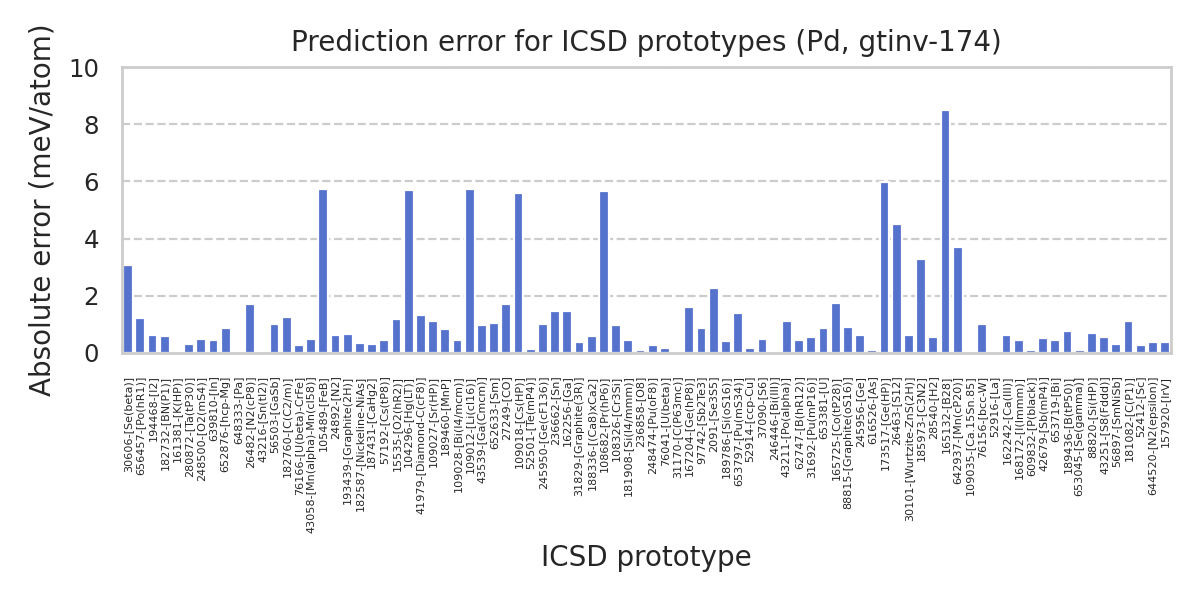 Prediction error for ICSD prototypes (Pd, gtinv-174)
Absolute error (meV/atom)
10
8
6
4
2
0
306066-[Se(beta)]
656457-[Po(hR1)]
194468-[I2]
182732-[BN(P1)]
16381-[K(HP)]
280872-[Ta(tP30)]
248500-[O2(mS4)]
639810-[In]
652876-[hcp-Mg]
64833-[Pa]
26482-[N2(cP8)]
43216-[Sn(tI2)]
56503-[GaSb]
182760-[C(C2/m)]
76166-[U(beta)-CrFe]
43058-[Mn(alpha)-Mn(cI58)]
105489-[FeB]
24892-[N2]
193439-[Graphite(2H)]
182587-[Nickeline-NiAs]
187431-[CaHg2]
57192-[Cs(tP8)]
15535-[O2(hR2)]
104296-[Hg(LT)]
41979-[Diamond-C(cF8)]
109027-[Sr(HP)]
189460-[MnP]
109028-[Bi(I4/mcm)]
109012-[Li(cI16)]
43539-[Ga(Cmcm)]
652633-[Sm]
27249-[CO]
109018-[Cs(HP)]
52501-[Te(mP4)]
245950-[Ge(cF136)]
236662-[Sn]
162256-[Ga]
31829-[Graphite(3R)]
188336-[(Ca8)xCa2]
108682-[Pr(hP6)]
108326-[Cr3Si]
181908-[Si(I4/mmm)]
236858-[O8]
248474-[Pu(oF8)]
76041-[U(beta)]
31170-[C(P63mc)]
167204-[Ge(hP8)]
97742-[Sb2Te3]
2091-[Se3S5]
189786-[Si(oS16)]
653797-[Pu(mS34)]
52914-[ccp-Cu]
37090-[S6]
246446-[Bi(III)]
43211-[Po(alpha)]
62747-[B(hR12)]
31692-[Pu(mP16)]
653381-[U]
165725-[Co(tP28)]
88815-[Graphite(oS16)]
245956-[Ge]
616526-[As]
173517-[Ge(HP)]
26463-[S12]
30101-[Wurtzite-ZnS(2H)]
185973-[C3N2]
28540-[H2]
165132-[B28]
642937-[Mn(cP20)]
109035-[Ca.15Sn.85]
76156-[bcc-W]
52916-[La]
162242-[Ca(III)]
168172-[I(Immm)]
609832-[P(black)]
42679-[Sb(mP4)]
653719-[Bi]
189436-[B(tP50)]
653045-[Se(gamma)]
88820-[Si(HP)]
43251-[S8(Fddd)]
56897-[SmNiSb]
181082-[C(P1)]
52412-[Sc]
644520-[N2(epsilon)]
157920-[IrV]
ICSD prototype